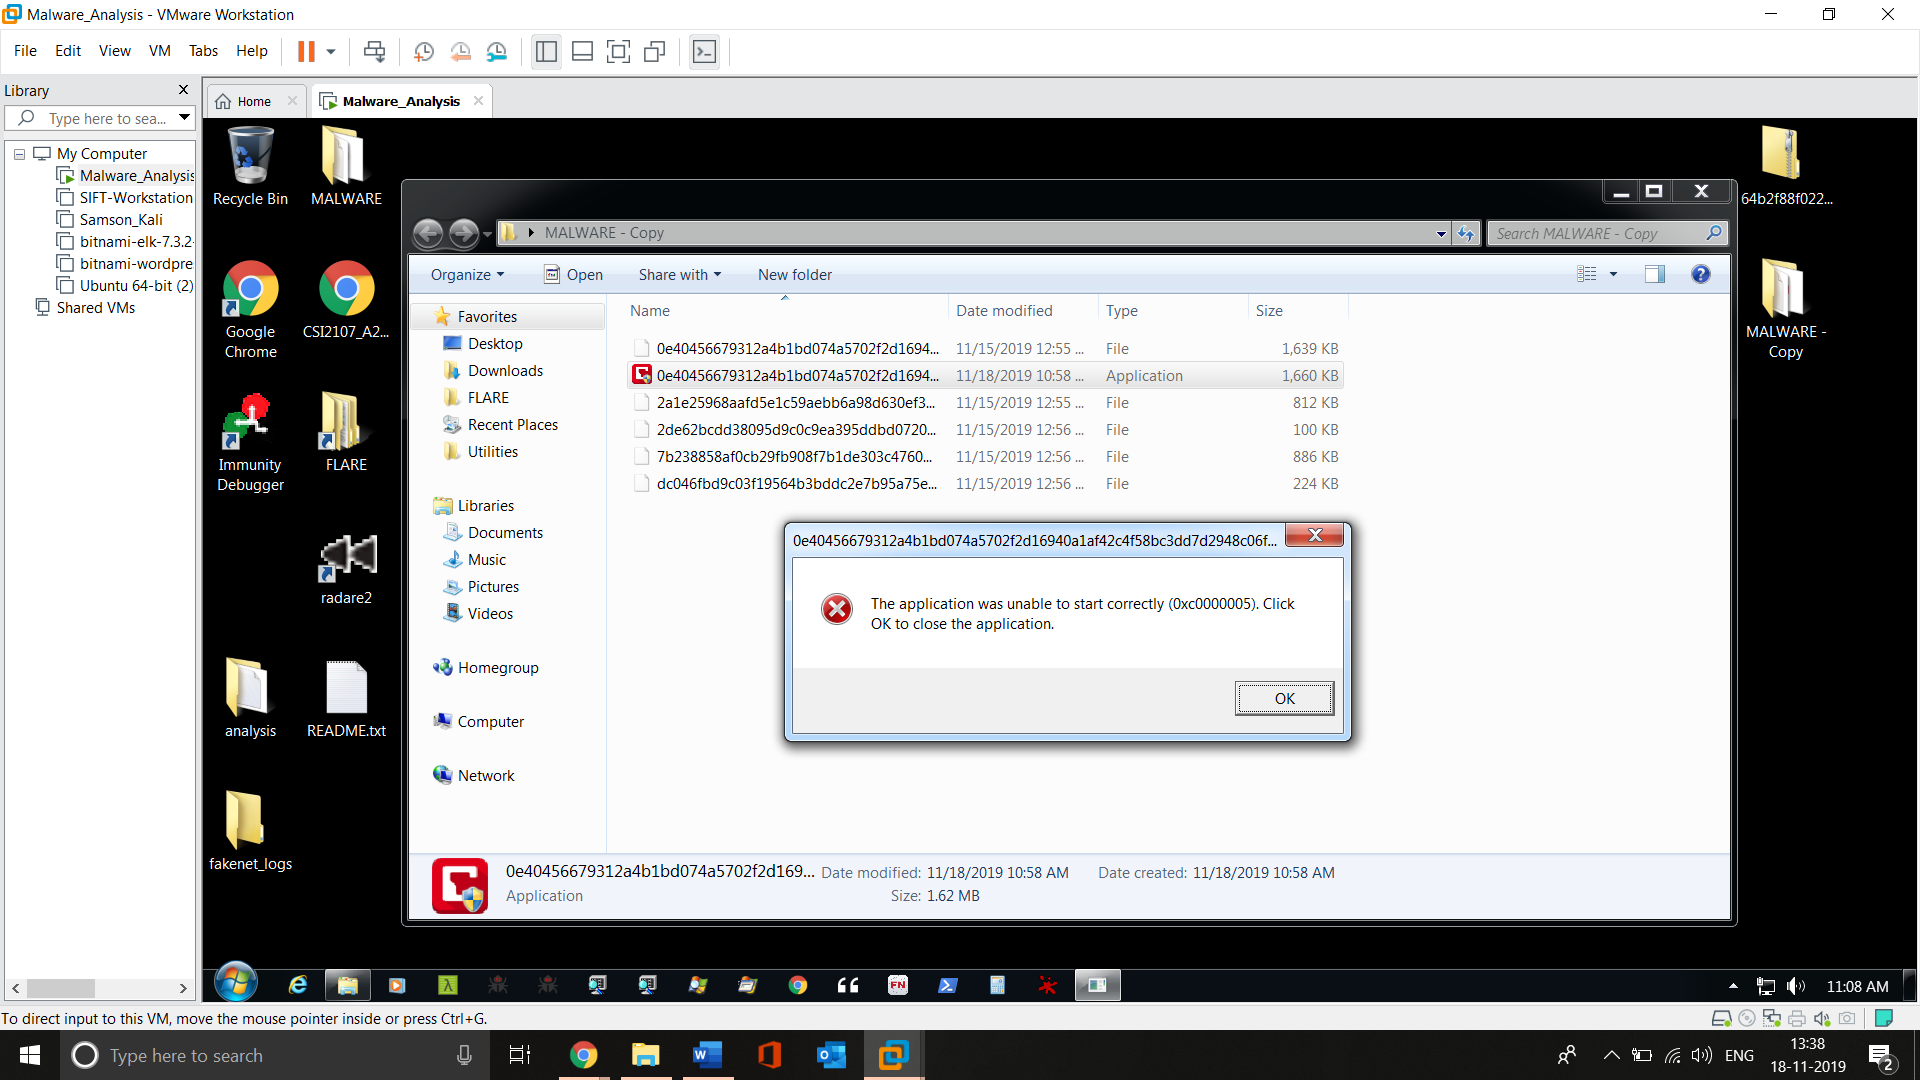 Malware_Analysis - VMware Workstation
File Edit View VM Tabs Help
Library
Type here to sea...
My Computer
Malware_Analysis
SIFT-Workstation
Samson_Kali
bitnami-elk-7.3.2-
bitnami-wordpre
Ubuntu 64-bit (2)
Shared VMs
Home
Malware_Analysis
Recycle Bin
MALWARE
Google
Chrome
CSI2107_A2...
Immunity
Debugger
FLARE
radare2
analysis
README.txt
fakenet_logs
64b2f88f022...
MALWARE -
Copy
MALWARE - Copy
Search MALWARE - Copy
Organize Open Share with New folder
Favorites
Desktop
Downloads
FLARE
Recent Places
Utilities
Libraries
Documents
Music
Pictures
Videos
Homegroup
Computer
Network
Name Date modified Type Size
0e40456679312a4b1bd074a5702f2d1694... 11/15/2019 12:55 ... File 1,639 KB
0e40456679312a4b1bd074a5702f2d1694... 11/18/2019 10:58 ... Application 1,660 KB
2a1e25968aafd5e1c59aebb6a98d630ef3... 11/15/2019 12:55 ... File 812 KB
2de62bcdd38095d9c0c9ea395ddbd0720... 11/15/2019 12:56 ... File 100 KB
7b238858af0cb29fb908f7b1de303c4760... 11/15/2019 12:56 ... File 886 KB
dc046fbd9c03f19564b3bddc2e7b95a75e... 11/15/2019 12:56 ... File 224 KB
0e40456679312a4b1bd074a5702f2d16940a1af42c4f58bc3dd7d2948c06f...
The application was unable to start correctly (0xc0000005). Click
OK to close the application.
OK
0e40456679312a4b1bd074a5702f2d169... Date modified: 11/18/2019 10:58 AM Date created: 11/18/2019 10:58 AM
Application Size: 1.62 MB
FN
11:08 AM
To direct input to this VM, move the mouse pointer inside or press Ctrl+G.
Type here to search
ENG
13:38
18-11-2019
2